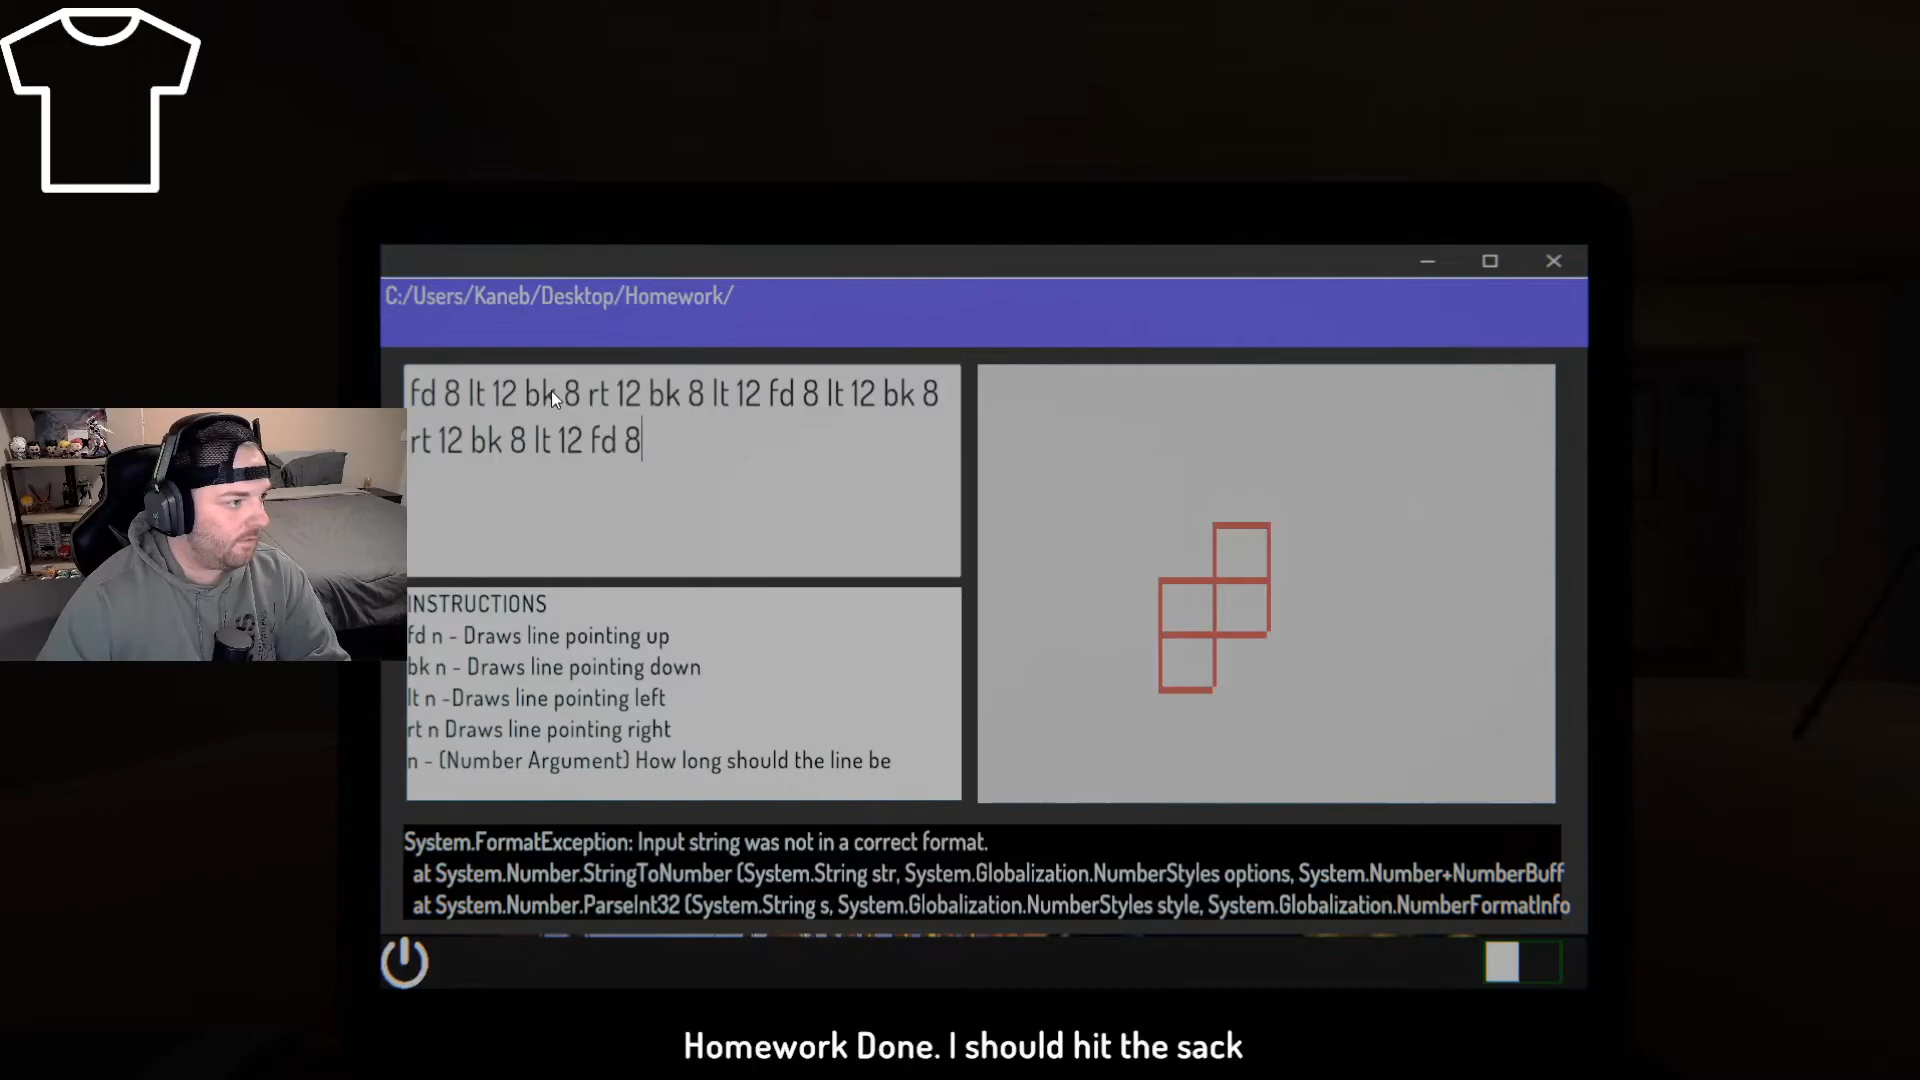 C:/Users/Kaneb/Desktop/Homework/
fd 8 lt 12 bk 8 rt 12 bk 8 lt 12 fd 8 lt 12 bk 8
rt 12 bk 8 lt 12 fd 8
INSTRUCTIONS
fd n - Draws line pointing up
bk n - Draws line pointing down
lt n -Draws line pointing left
rt n Draws line pointing right
n - (Number Argument) How long should the line be
System.FormatException: Input string was not in a correct format.
at System.Number.StringToNumber (System.String str, System.Globalization.NumberStyles options, System.Number+NumberBuff
at System.Number.ParseInt32 (System.String s, System.Globalization.NumberStyles style, System.Globalization.NumberFormatInfo
Homework Done. I should hit the sack